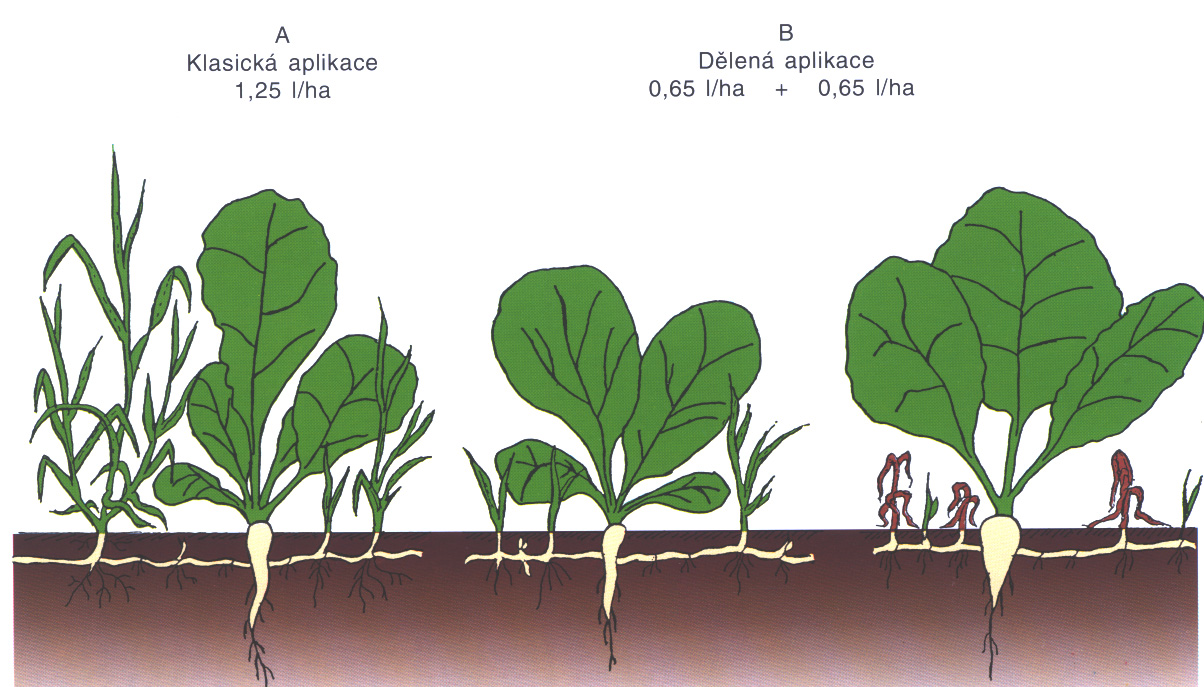 A
Klasická aplikace
1,25 l/ha
B
Dělená aplikace
0,65 l/ha + 0,65 l/ha